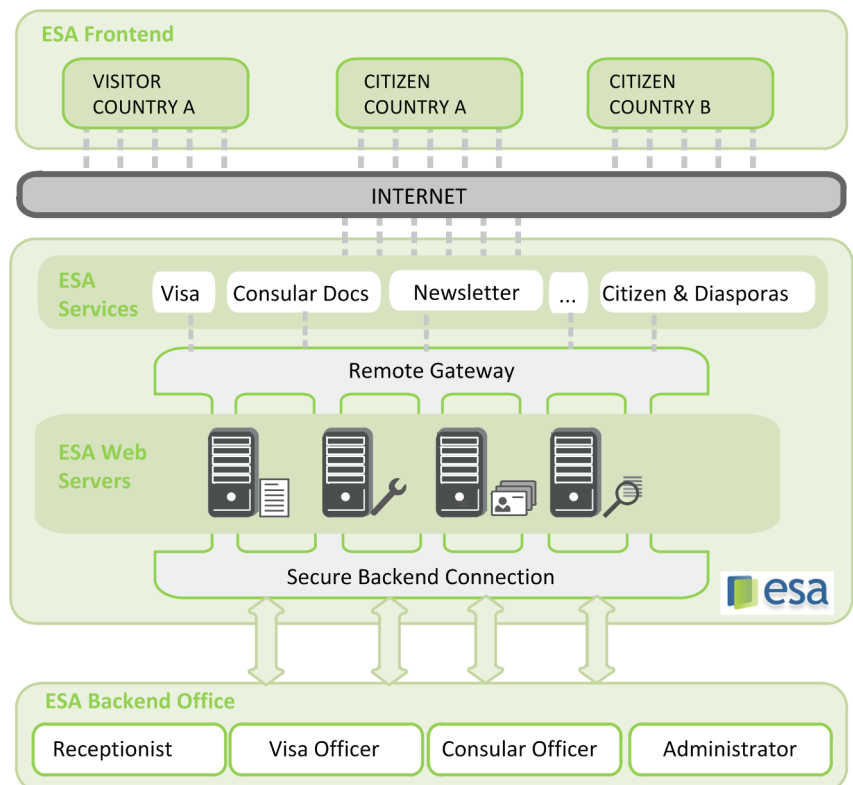 ESA Frontend
VISITOR
COUNTRY A
CITIZEN
COUNTRY A
CITIZEN
COUNTRY B
INTERNET
ESA
Services
Visa
Consular Docs
Newsletter
...
Citizen & Diasporas
Remote Gateway
ESA Web
Servers
Secure Backend Connection
esa
ESA Backend Office
Receptionist
Visa Officer
Consular Officer
Administrator